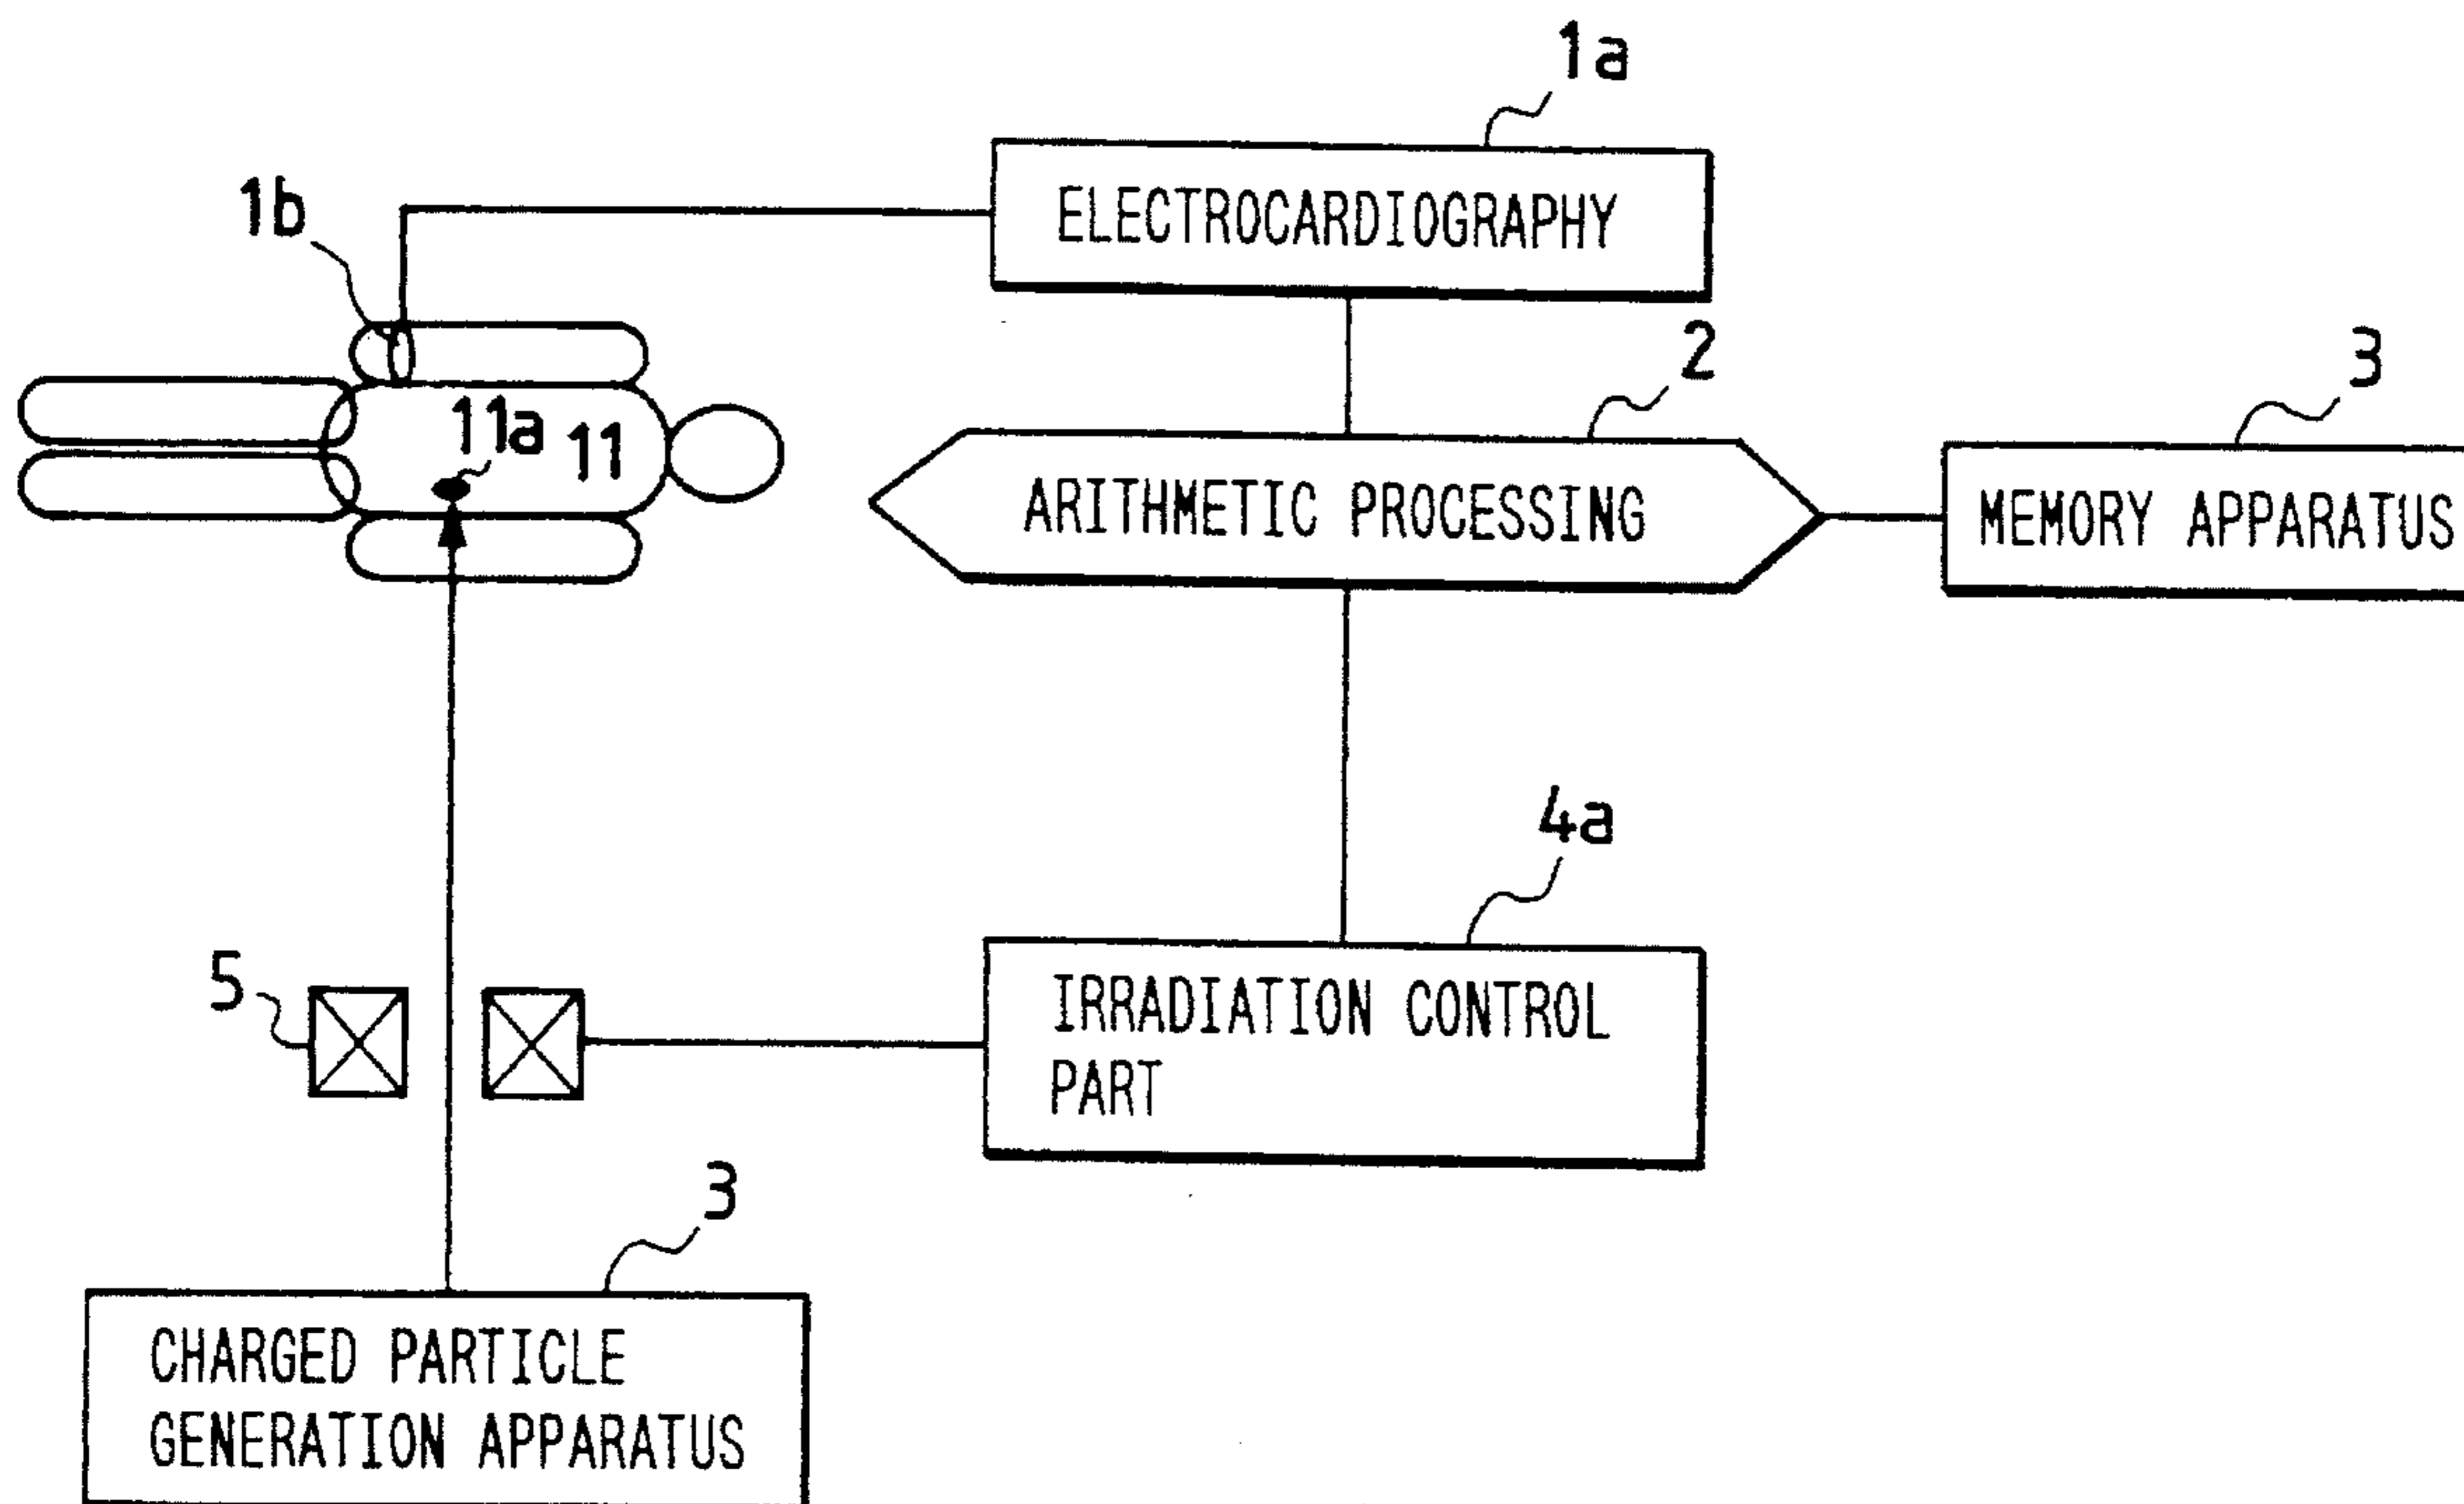 1a
ELECTROCARDIOGRAPHY
1b
2
3
11a
11
ARITHMETIC PROCESSING
MEMORY APPARATUS
4a
5
IRRADIATION CONTROL
PART
3
CHARGED PARTICLE
GENERATION APPARATUS